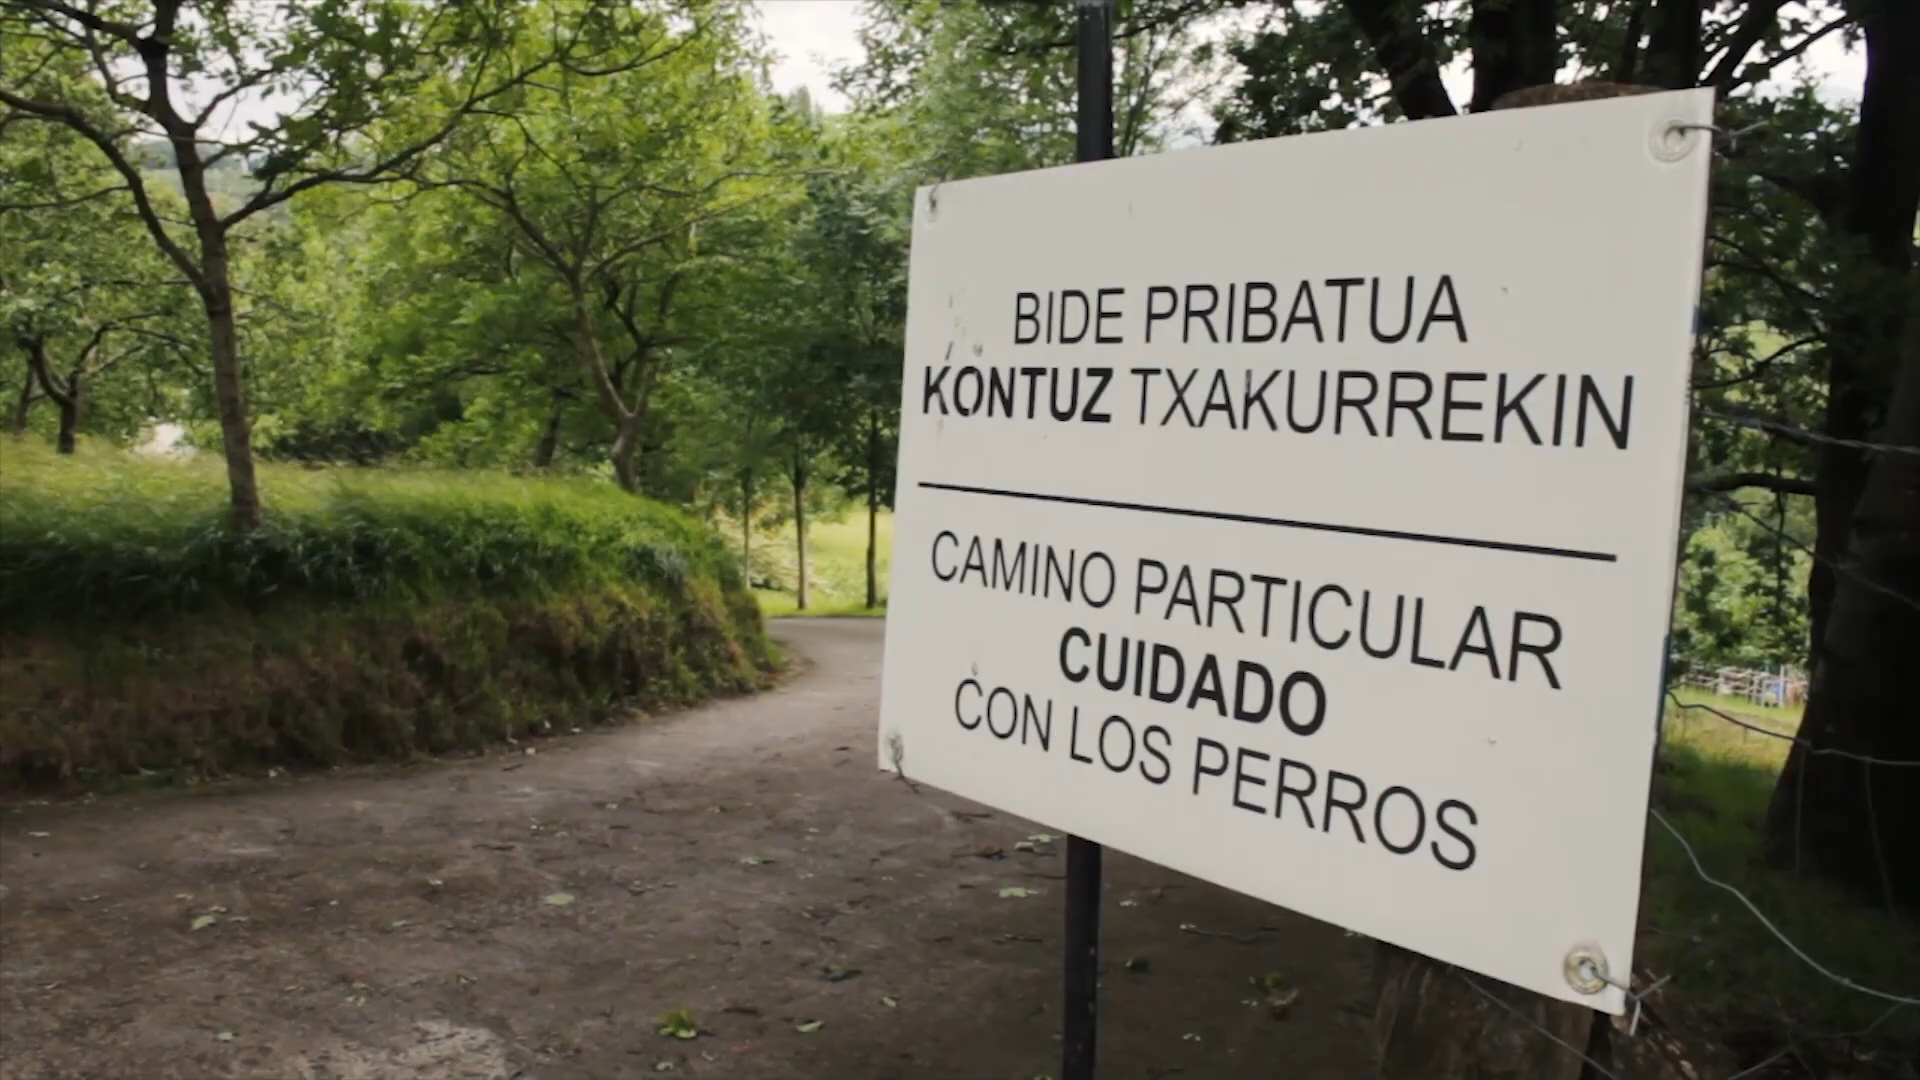 BIDE PRIBATUA
KONTUZ TXAKURREKIN
CAMINO PARTICULAR
CUIDADO
CON LOS PERROS